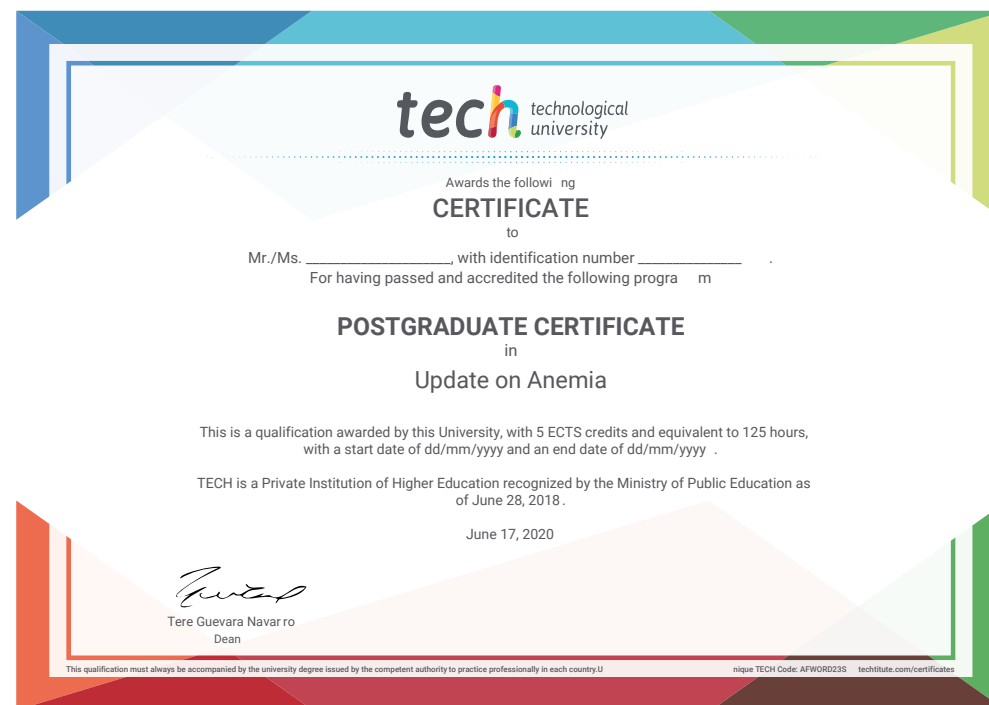 tech technological
university
Awards the followi ng
CERTIFICATE
to
Mr./Ms. ____________________, with identification number ______________ .
For having passed and accredited the following progra m
POSTGRADUATE CERTIFICATE
in
Update on Anemia
This is a qualification awarded by this University, with 5 ECTS credits and equivalent to 125 hours,
with a start date of dd/mm/yyyy and an end date of dd/mm/yyyy .
TECH is a Private Institution of Higher Education recognized by the Ministry of Public Education as
of June 28, 2018.
June 17, 2020
Tere Guevara Navarro
Dean
This qualification must always be accompanied by the university degree issued by the competent authority to practice professionally in each country.U nique TECH Code: AFWORD23S techtitute.com/certificates